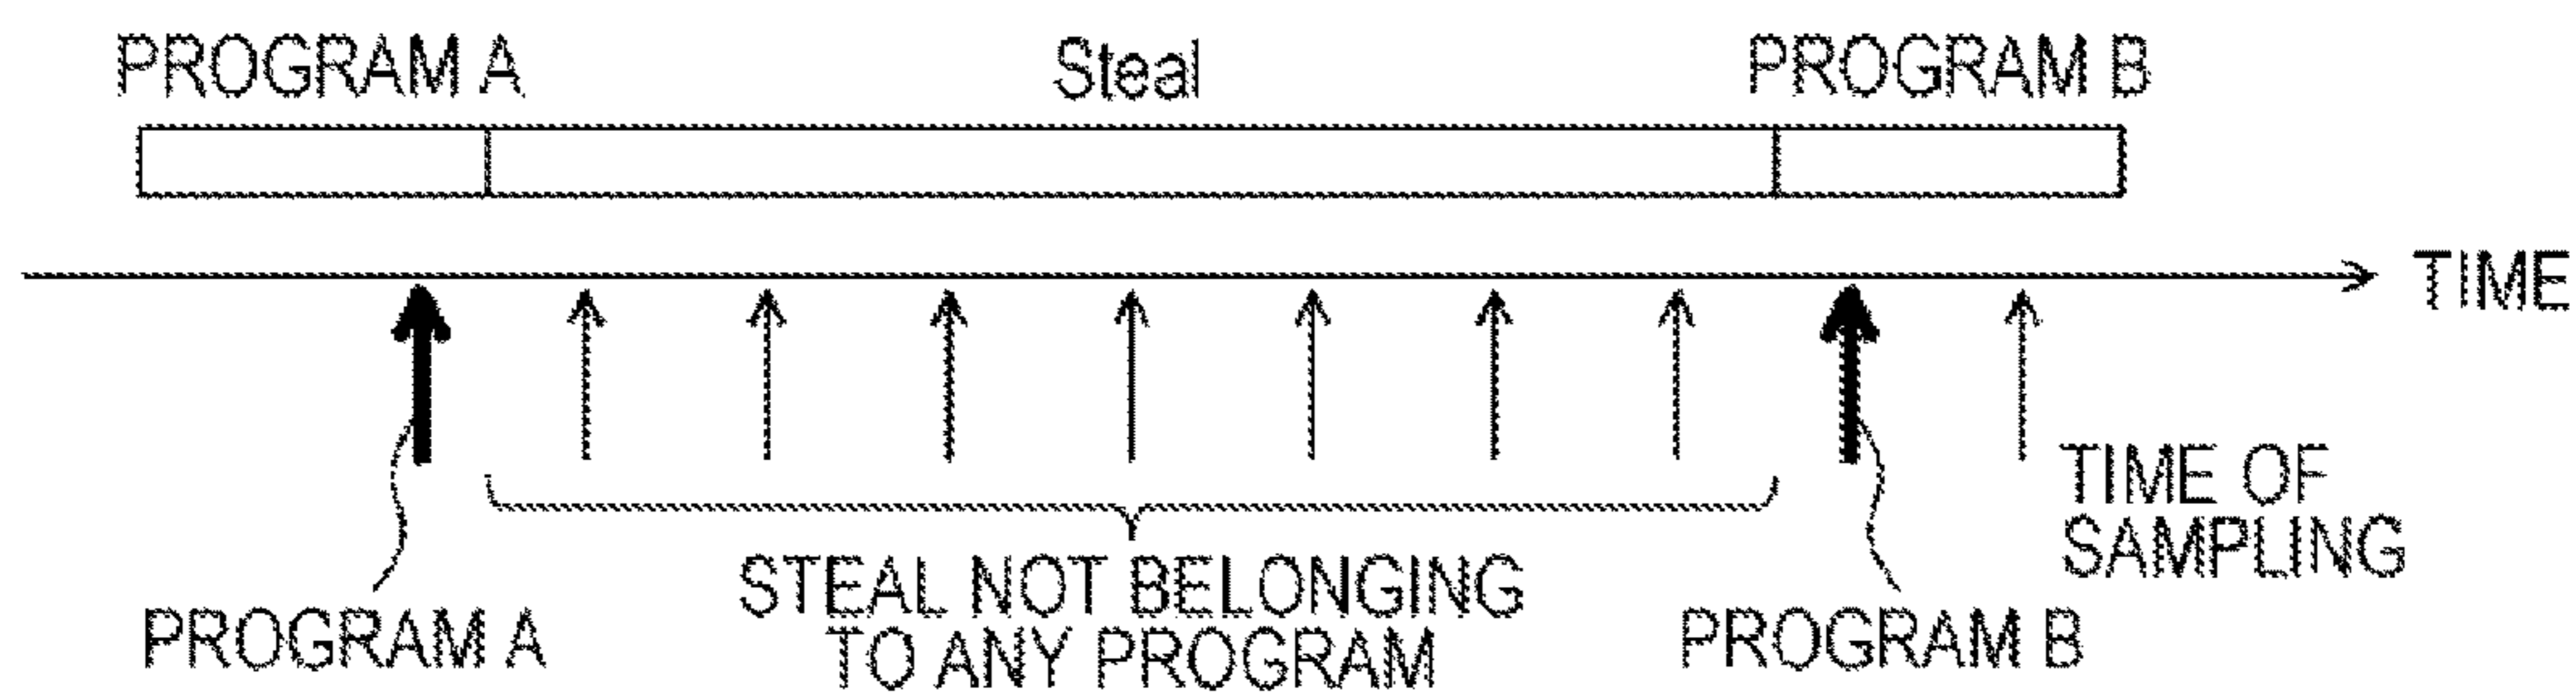 PROGRAM A
Steal
PROGRAM B
TIME
TIME OF
SAMPLING
STEAL NOT BELONGING
TO ANY PROGRAM
PROGRAM A
PROGRAM B